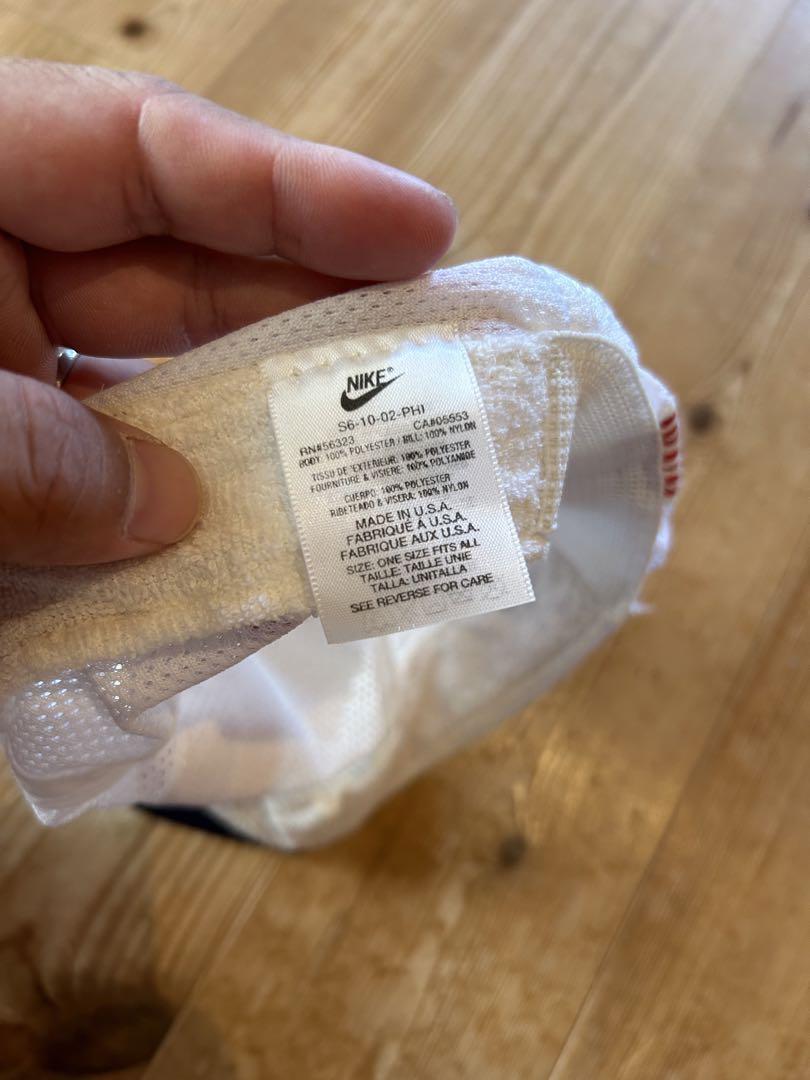 NIKE®
S6-10-02-PHI
RN#56323 CA#05553
BODY: 100% POLYESTER / BILL: 100% NYLON
TISSU DE L'EXTERIEUR: 100% POLYESTER
FOURNITURE & VISIERE: 100% POLYAMIDE
CUERPO: 100% POLYESTER
RIBETEADO & VISERA: 100% NYLON
MADE IN U.S.A.
FABRIQUÉ À U.S.A.
FABRIQUE AUX U.S.A.
SIZE: ONE SIZE FITS ALL
TAILLE: TAILLE UNIE
TALLA: UNITALLA
SEE REVERSE FOR CARE